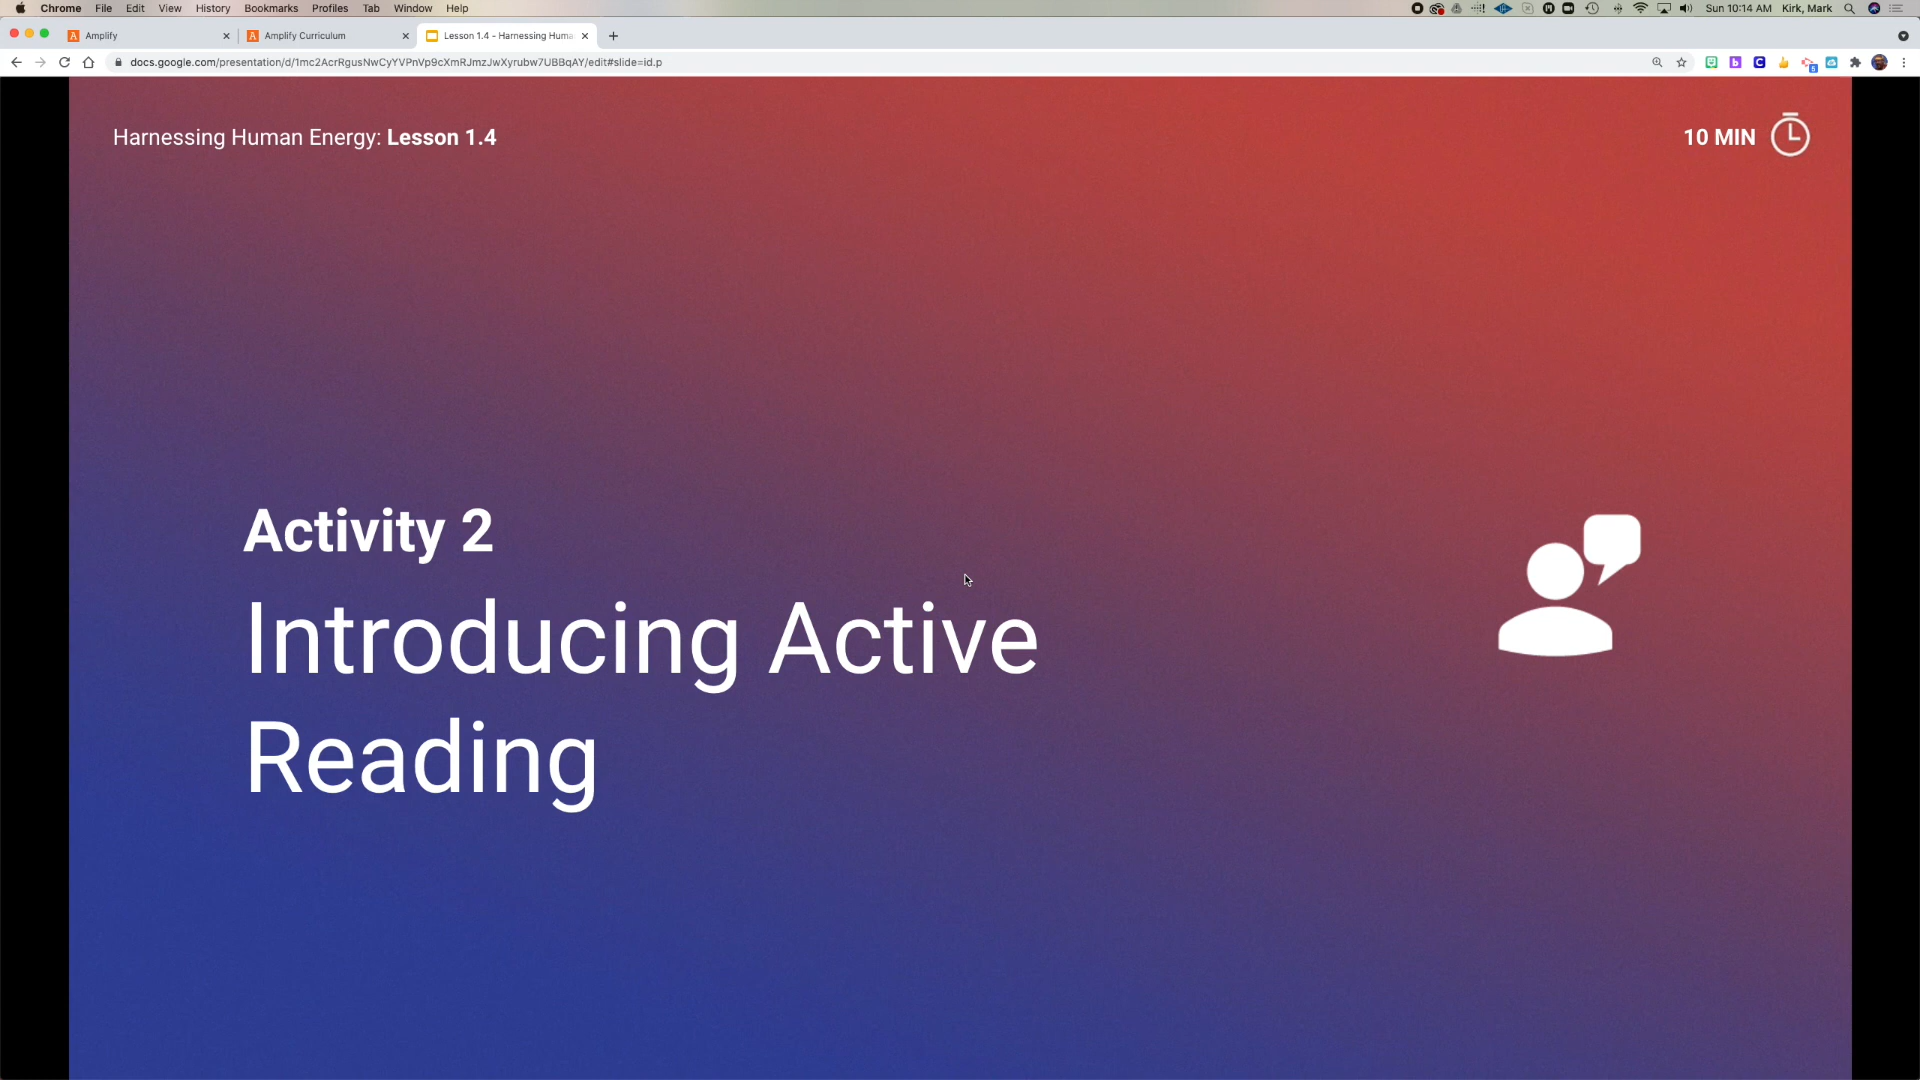 Chrome File Edit View History Bookmarks Profiles Tab Window Help
Sun 10:14 AM Kirk, Mark
Amplify
Amplify Curriculum
Lesson 1.4 - Harnessing Huma
docs.google.com/presentation/d/1mc2AcrRgusNwCyYVPnVp9cXmRJmzJwXyrubw7UBBqAY/edit#slide=id.p
Harnessing Human Energy: Lesson 1.4
10 MIN
Activity 2
Introducing Active
Reading